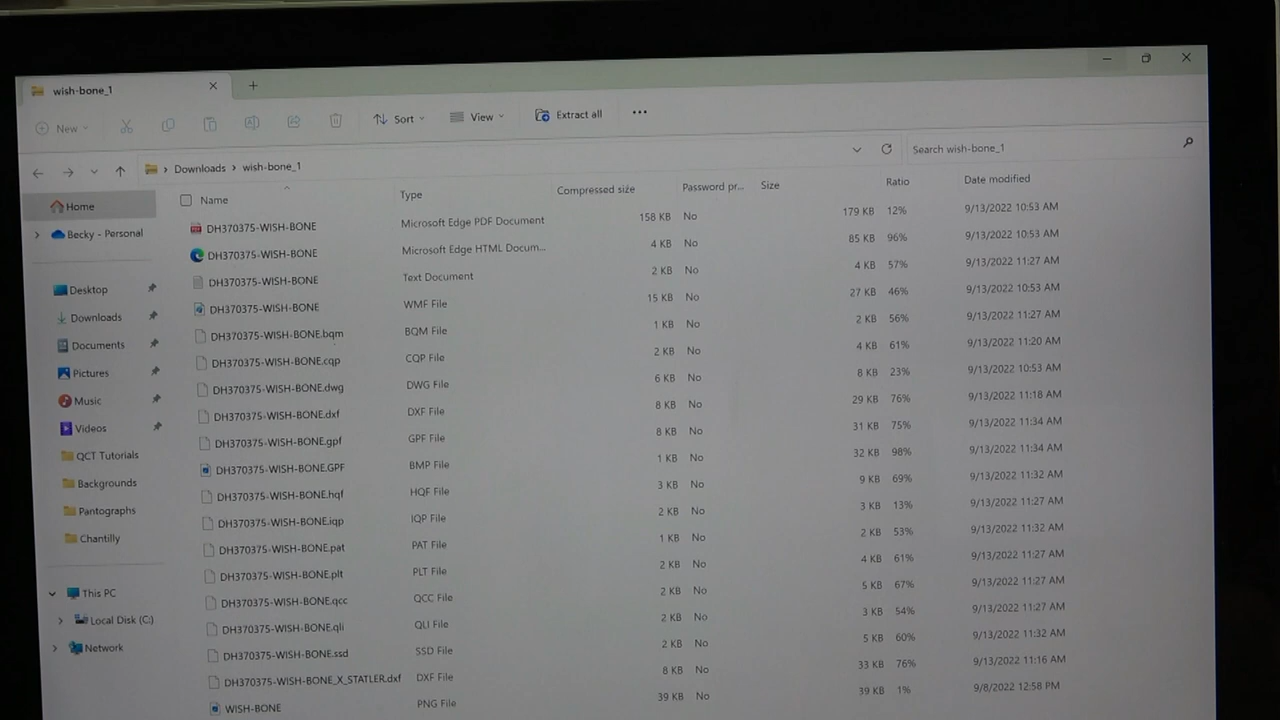 wish-bone_1
New Sort View Extract all
Downloads > wish-bone_1 Search wish-bone_1
Home
Becky - Personal
Desktop
Downloads
Documents
Pictures
Music
Videos
QCT Tutorials
Backgrounds
Pantographs
Chantilly
This PC
Local Disk (C:)
Network
Name Type Compressed size Password pr... Size Ratio Date modified
DH370375-WISH-BONE Microsoft Edge PDF Document 158 KB No 179 KB 12% 9/13/2022 10:53 AM
DH370375-WISH-BONE Microsoft Edge HTML Docum... 4 KB No 85 KB 96% 9/13/2022 10:53 AM
DH370375-WISH-BONE Text Document 2 KB No 4 KB 57% 9/13/2022 11:27 AM
DH370375-WISH-BONE WMF File 15 KB No 27 KB 46% 9/13/2022 10:53 AM
DH370375-WISH-BONE.bqm BQM File 1 KB No 2 KB 56% 9/13/2022 11:27 AM
DH370375-WISH-BONE.cqp CQP File 2 KB No 4 KB 61% 9/13/2022 11:20 AM
DH370375-WISH-BONE.dwg DWG File 6 KB No 8 KB 23% 9/13/2022 10:53 AM
DH370375-WISH-BONE.dxf DXF File 8 KB No 29 KB 76% 9/13/2022 11:18 AM
DH370375-WISH-BONE.gpf GPF File 8 KB No 31 KB 75% 9/13/2022 11:34 AM
DH370375-WISH-BONE.GPF BMP File 1 KB No 32 KB 98% 9/13/2022 11:34 AM
DH370375-WISH-BONE.hqf HQF File 3 KB No 9 KB 69% 9/13/2022 11:32 AM
DH370375-WISH-BONE.iqp IQP File 2 KB No 3 KB 13% 9/13/2022 11:27 AM
DH370375-WISH-BONE.pat PAT File 1 KB No 2 KB 53% 9/13/2022 11:32 AM
DH370375-WISH-BONE.plt PLT File 2 KB No 4 KB 61% 9/13/2022 11:27 AM
DH370375-WISH-BONE.qcc QCC File 2 KB No 5 KB 67% 9/13/2022 11:27 AM
DH370375-WISH-BONE.qli QLI File 2 KB No 3 KB 54% 9/13/2022 11:27 AM
DH370375-WISH-BONE.ssd SSD File 2 KB No 5 KB 60% 9/13/2022 11:32 AM
DH370375-WISH-BONE_X_STATLER.dxf DXF File 8 KB No 33 KB 76% 9/13/2022 11:16 AM
WISH-BONE PNG File 39 KB No 39 KB 1% 9/8/2022 12:58 PM